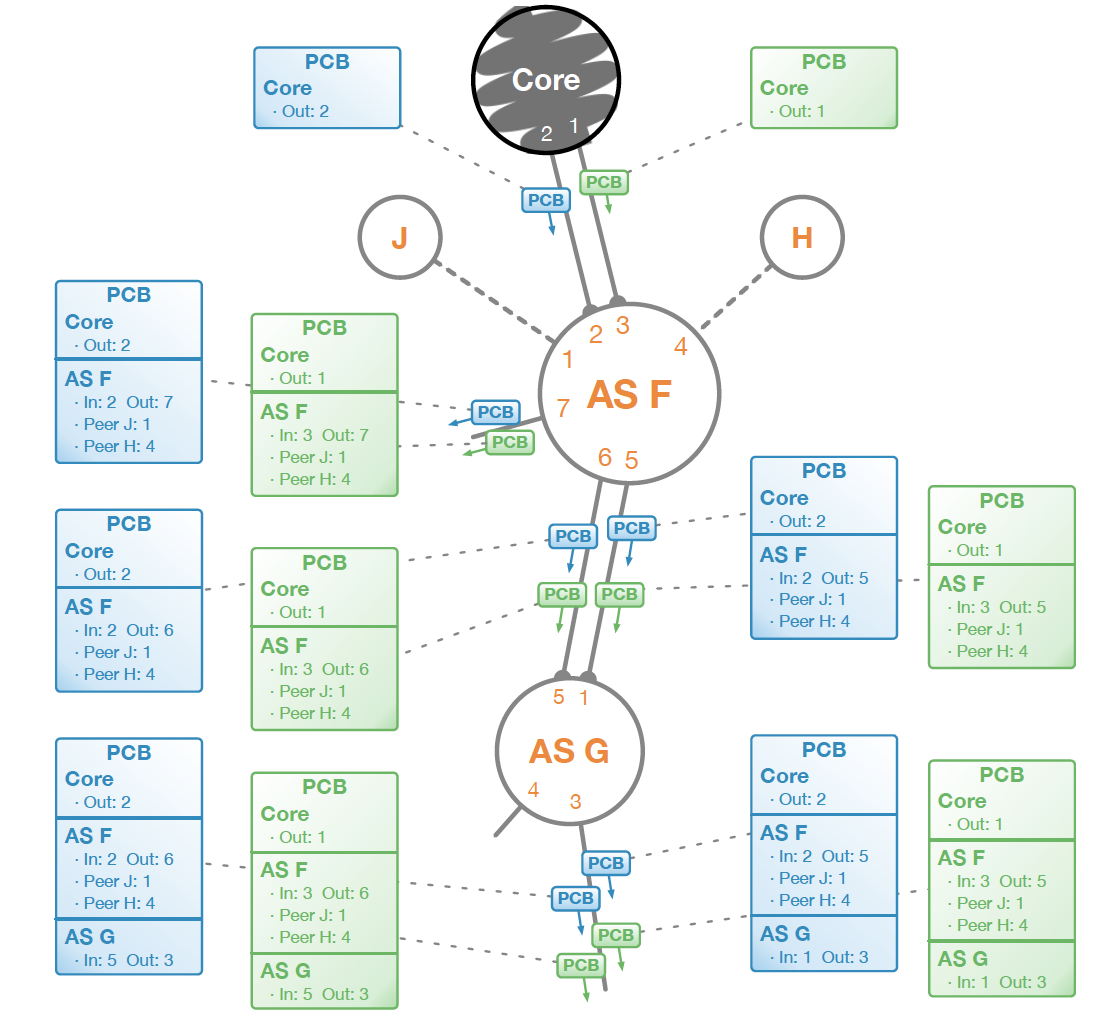 PCB
Core
· Out: 2
PCB
Core
· Out: 1
Core
2 1
PCB
PCB
J
H
1 2 3 4
AS F
7
6 5
PCB
PCB
PCB
Core
· Out: 2
AS F
· In: 2 Out: 7
· Peer J: 1
· Peer H: 4
PCB
Core
· Out: 1
AS F
· In: 3 Out: 7
· Peer J: 1
· Peer H: 4
PCB
Core
· Out: 2
AS F
· In: 2 Out: 6
· Peer J: 1
· Peer H: 4
PCB
Core
· Out: 1
AS F
· In: 3 Out: 6
· Peer J: 1
· Peer H: 4
PCB
PCB
PCB
PCB
PCB
Core
· Out: 2
AS F
· In: 2 Out: 5
· Peer J: 1
· Peer H: 4
PCB
Core
· Out: 1
AS F
· In: 3 Out: 5
· Peer J: 1
· Peer H: 4
5 1
AS G
4 3
PCB
Core
· Out: 2
AS F
· In: 2 Out: 6
· Peer J: 1
· Peer H: 4
AS G
· In: 5 Out: 3
PCB
Core
· Out: 1
AS F
· In: 3 Out: 6
· Peer J: 1
· Peer H: 4
AS G
· In: 5 Out: 3
PCB
PCB
PCB
PCB
PCB
Core
· Out: 2
AS F
· In: 2 Out: 5
· Peer J: 1
· Peer H: 4
AS G
· In: 1 Out: 3
PCB
Core
· Out: 1
AS F
· In: 3 Out: 5
· Peer J: 1
· Peer H: 4
AS G
· In: 1 Out: 3